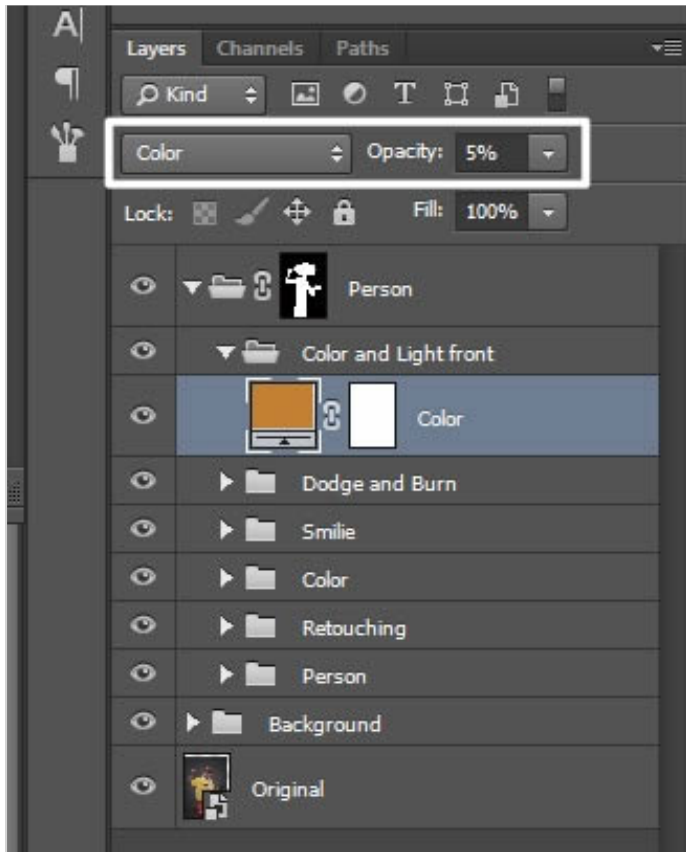 A
¶
Layers Channels Paths
Kind T
Color Opacity: 5%
Lock: Fill: 100%
Person
Color and Light front
Color
Dodge and Burn
Smilie
Color
Retouching
Person
Background
Original